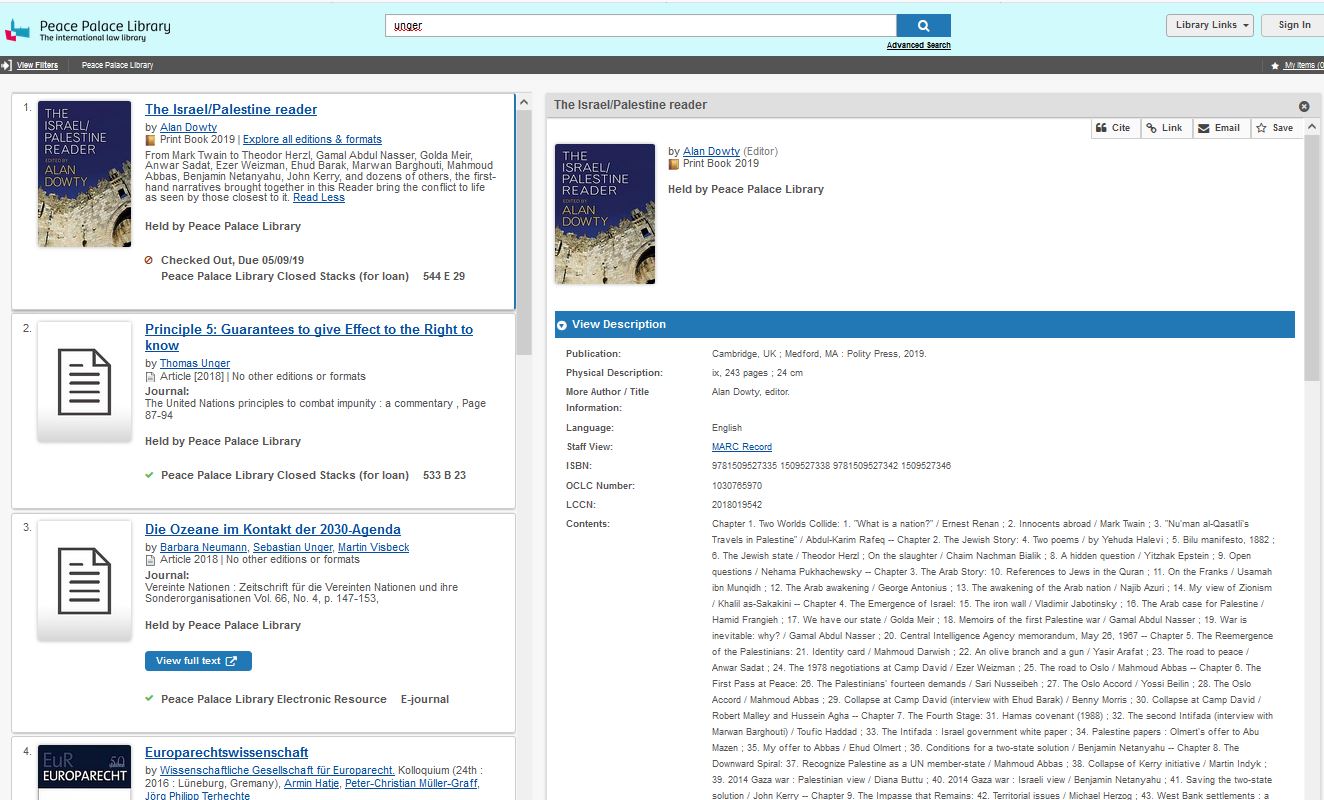 Peace Palace Library
The international law library
unger
Advanced Search
Library Links
Sign In
View Filters
Peace Palace Library
My Items (0
1.
THE
ISRAEL/
PALESTINE
READER
EDITED BY
ALAN
DOWTY
The Israel/Palestine reader
by Alan Dowty
Print Book 2019 | Explore all editions & formats
From Mark Twain to Theodor Herzl, Gamal Abdul Nasser, Golda Meir,
Anwar Sadat, Ezer Weizman, Ehud Barak, Marwan Barghouti, Mahmoud
Abbas, Benjamin Netanyahu, John Kerry, and dozens of others, the first-
hand narratives brought together in this Reader bring the conflict to life
as seen by those closest to it. Read Less
Held by Peace Palace Library
Checked Out, Due 05/09/19
Peace Palace Library Closed Stacks (for loan) 544 E 29
2.
Principle 5: Guarantees to give Effect to the Right to
know
by Thomas Unger
Article [2018] | No other editions or formats
Journal:
The United Nations principles to combat impunity : a commentary , Page
87-94
Held by Peace Palace Library
Peace Palace Library Closed Stacks (for loan) 533 B 23
3.
Die Ozeane im Kontakt der 2030-Agenda
by Barbara Neumann, Sebastian Unger, Martin Visbeck
Article 2018 | No other editions or formats
Journal:
Vereinte Nationen : Zeitschrift für die Vereinten Nationen und ihre
Sonderorganisationen Vol. 66, No. 4, p. 147-153,
Held by Peace Palace Library
View full text
Peace Palace Library Electronic Resource E-journal
4.
EuR
EUROPARECHT
Europarechtswissenschaft
by Wissenschaftliche Gesellschaft für Europarecht. Kolloquium (24th :
2016 : Lüneburg, Gremany), Armin Hatje, Peter-Christian Müller-Graff,
Jörg Philipp Terhechte
The Israel/Palestine reader
Cite
Link
Email
Save
THE
ISRAEL/
PALESTINE
READER
EDITED BY
ALAN
DOWTY
by Alan Dowty (Editor)
Print Book 2019
Held by Peace Palace Library
View Description
Publication: Cambridge, UK ; Medford, MA : Polity Press, 2019.
Physical Description: ix, 243 pages ; 24 cm
More Author / Title Alan Dowty, editor.
Information:
Language: English
Staff View: MARC Record
ISBN: 9781509527335 1509527338 9781509527342 1509527346
OCLC Number: 1030765970
LCCN: 2018019542
Contents: Chapter 1. Two Worlds Collide: 1. "What is a nation?" / Ernest Renan ; 2. Innocents abroad / Mark Twain ; 3. "Nu'man al-Qasatli's
Travels in Palestine" / Abdul-Karim Rafeq -- Chapter 2. The Jewish Story: 4. Two poems / by Yehuda Halevi ; 5. Bilu manifesto, 1882 ;
6. The Jewish state / Theodor Herzl ; On the slaughter / Chaim Nachman Bialik ; 8. A hidden question / Yitzhak Epstein ; 9. Open
questions / Nehama Pukhachewsky -- Chapter 3. The Arab Story: 10. References to Jews in the Quran ; 11. On the Franks / Usamah
ibn Munqidh ; 12. The Arab awakening / George Antonius ; 13. The awakening of the Arab nation / Najib Azuri ; 14. My view of Zionism
/ Khalil as-Sakakini -- Chapter 4. The Emergence of Israel: 15. The iron wall / Vladimir Jabotinsky ; 16. The Arab case for Palestine /
Hamid Frangieh ; 17. We have our state / Golda Meir ; 18. Memoirs of the first Palestine war / Gamal Abdul Nasser ; 19. War is
inevitable: why? / Gamal Abdul Nasser ; 20. Central Intelligence Agency memorandum, May 26, 1967 -- Chapter 5. The Reemergence
of the Palestinians: 21. Identity card / Mahmoud Darwish ; 22. An olive branch and a gun / Yasir Arafat ; 23. The road to peace /
Anwar Sadat ; 24. The 1978 negotiations at Camp David / Ezer Weizman ; 25. The road to Oslo / Mahmoud Abbas -- Chapter 6. The
First Pass at Peace: 26. The Palestinians' fourteen demands / Sari Nusseibeh ; 27. The Oslo Accord / Yossi Beilin ; 28. The Oslo
Accord / Mahmoud Abbas ; 29. Collapse at Camp David (interview with Ehud Barak) / Benny Morris ; 30. Collapse at Camp David /
Robert Malley and Hussein Agha -- Chapter 7. The Fourth Stage: 31. Hamas covenant (1988) ; 32. The second Intifada (interview with
Marwan Barghouti) / Toufic Haddad ; 33. The Intifada : Israel government white paper ; 34. Palestine papers : Olmert's offer to Abu
Mazen ; 35. My offer to Abbas / Ehud Olmert ; 36. Conditions for a two-state solution / Benjamin Netanyahu -- Chapter 8. The
Downward Spiral: 37. Recognize Palestine as a UN member-state / Mahmoud Abbas ; 38. Collapse of Kerry initiative / Martin Indyk ;
39. 2014 Gaza war : Palestinian view / Diana Buttu ; 40. 2014 Gaza war : Israeli view / Benjamin Netanyahu ; 41. Saving the two-state
solution / John Kerry -- Chapter 9. The Impasse that Remains: 42. Territorial issues / Michael Herzog ; 43. West Bank settlements : a